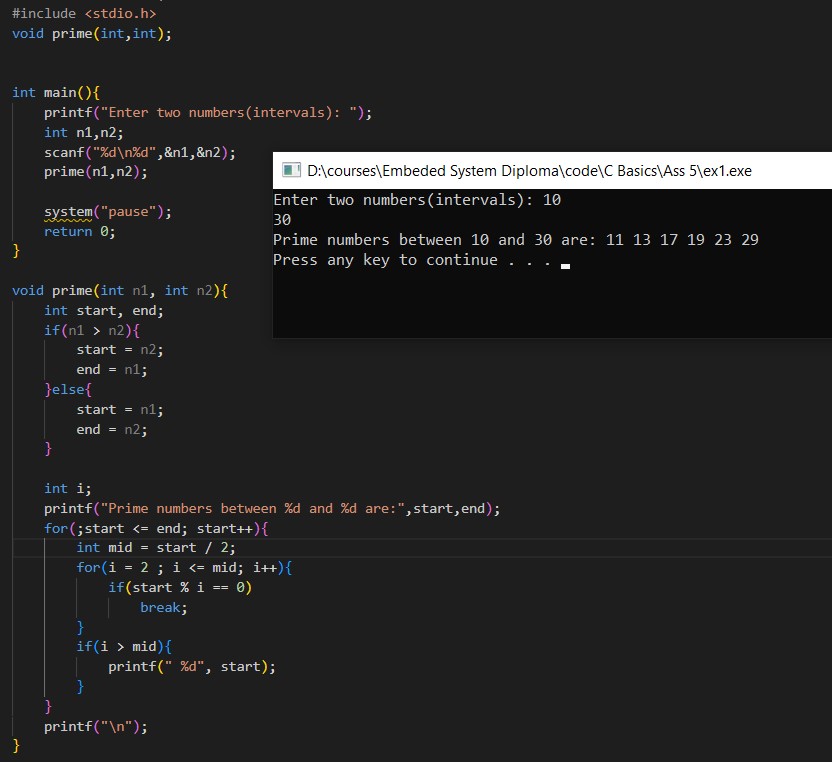 #include <stdio.h>
void prime(int,int);
int main(){
    printf("Enter two numbers(intervals): ");
    int n1,n2;
    scanf("%d\n%d",&n1,&n2);
    prime(n1,n2);
    system("pause");
    return 0;
}
void prime(int n1, int n2){
    int start, end;
    if(n1 > n2){
        start = n2;
        end = n1;
    }else{
        start = n1;
        end = n2;
    }
    int i;
    printf("Prime numbers between %d and %d are:",start,end);
    for(;start <= end; start++){
        int mid = start / 2;
        for(i = 2 ; i <= mid; i++){
            if(start % i == 0)
                break;
        }
        if(i > mid){
            printf(" %d", start);
        }
    }
    printf("\n");
}
D:\courses\Embeded System Diploma\code\C Basics\Ass 5\ex1.exe
Enter two numbers(intervals): 10
30
Prime numbers between 10 and 30 are: 11 13 17 19 23 29
Press any key to continue . . .